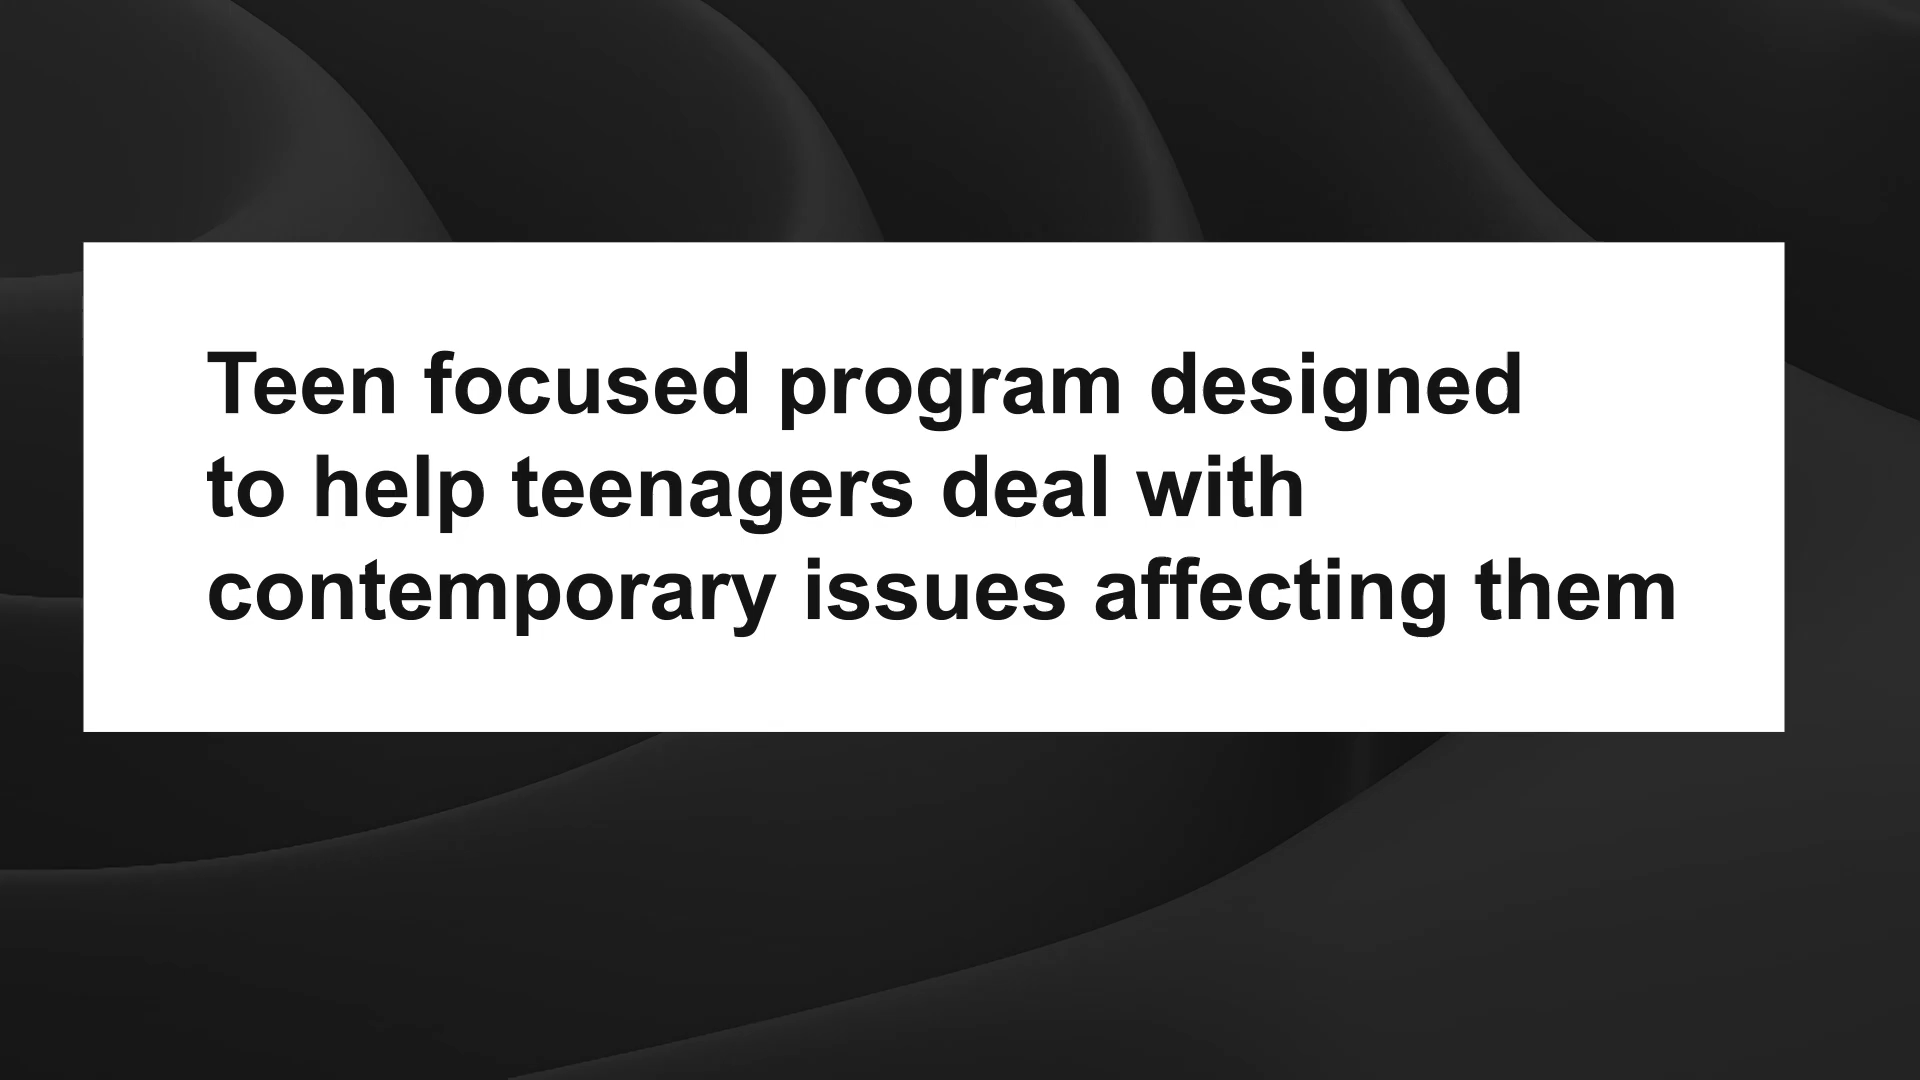 Teen focused program designed
to help teenagers deal with
contemporary issues affecting them